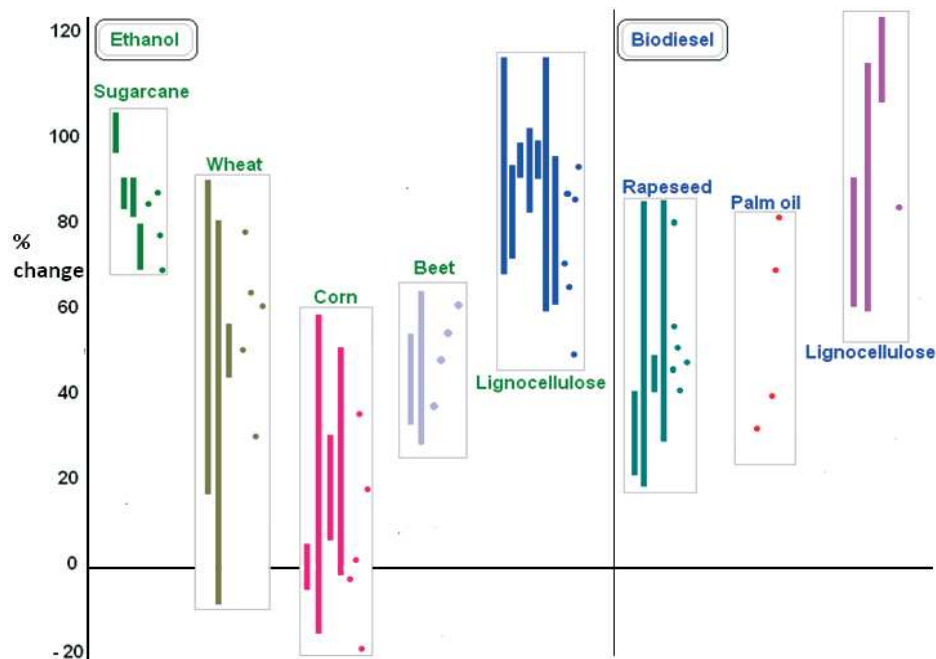 120
Ethanol
Biodiesel
Sugarcane
100
Wheat
Rapeseed
Palm oil
80
%
change
Beet
60
Corn
Lignocellulose
Lignocellulose
40
20
0
- 20